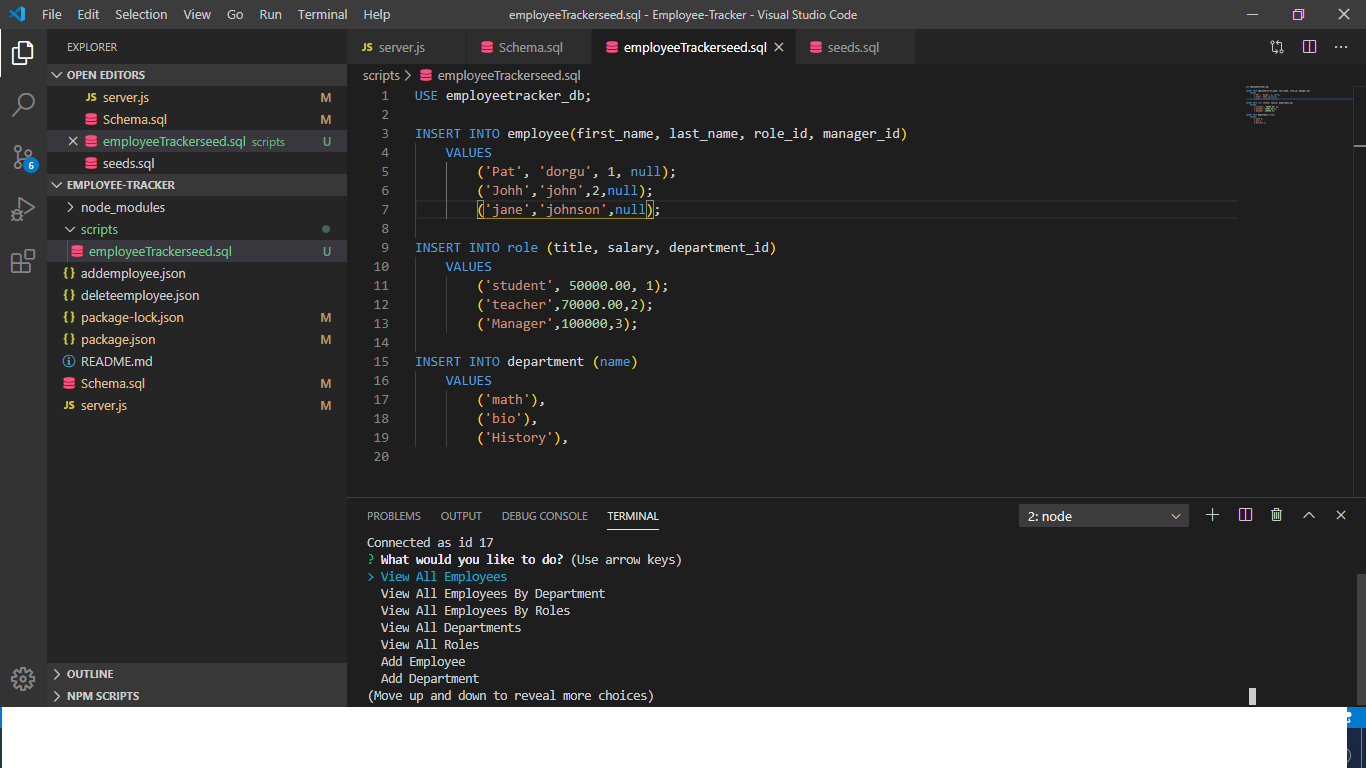 File Edit Selection View Go Run Terminal Help employeeTrackerseed.sql - Employee-Tracker - Visual Studio Code
EXPLORER
OPEN EDITORS
JS server.js M
Schema.sql M
employeeTrackerseed.sql scripts U
seeds.sql
6
EMPLOYEE-TRACKER
node_modules
scripts
employeeTrackerseed.sql U
{} addemployee.json
{} deleteemployee.json
{} package-lock.json M
{} package.json M
README.md
Schema.sql M
JS server.js M
OUTLINE
NPM SCRIPTS
JS server.js Schema.sql employeeTrackerseed.sql seeds.sql
scripts > employeeTrackerseed.sql
1 USE employeetracker_db;
2
3 INSERT INTO employee(first_name, last_name, role_id, manager_id)
4 VALUES
5 ('Pat', 'dorgu', 1, null);
6 ('Johh','john',2,null);
7 ('jane','johnson',null);
8
9 INSERT INTO role (title, salary, department_id)
10 VALUES
11 ('student', 50000.00, 1);
12 ('teacher',70000.00,2);
13 ('Manager',100000,3);
14
15 INSERT INTO department (name)
16 VALUES
17 ('math'),
18 ('bio'),
19 ('History'),
20
PROBLEMS OUTPUT DEBUG CONSOLE TERMINAL 2: node
Connected as id 17
? What would you like to do? (Use arrow keys)
> View All Employees
View All Employees By Department
View All Employees By Roles
View All Departments
View All Roles
Add Employee
Add Department
(Move up and down to reveal more choices)